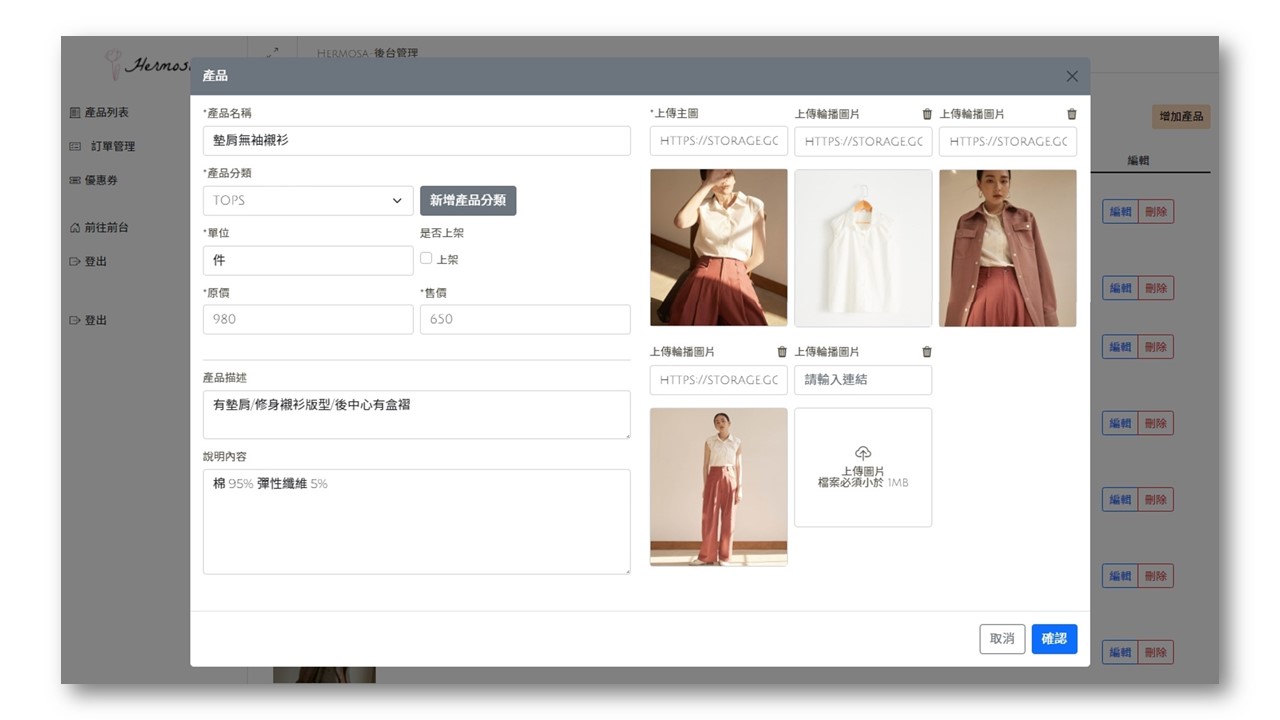 Hermosa
HERMOSA-後台管理
產品列表
訂單管理
優惠券
前往前台
登出
登出
產品
*產品名稱
墊肩無袖襯衫
*產品分類
TOPS
新增產品分類
*單位
是否上架
件
上架
*原價
*售價
980
650
產品描述
有墊肩/修身襯衫版型/後中心有盒褶
說明內容
棉 95% 彈性纖維 5%
*上傳主圖
上傳輪播圖片
上傳輪播圖片
HTTPS://STORAGE.GC
HTTPS://STORAGE.GC
HTTPS://STORAGE.GC
上傳輪播圖片
上傳輪播圖片
HTTPS://STORAGE.GC
請輸入連結
上傳圖片
檔案必須小於 1MB
取消
確認
增加產品
編輯
編輯 刪除
編輯 刪除
編輯 刪除
編輯 刪除
編輯 刪除
編輯 刪除
編輯 刪除